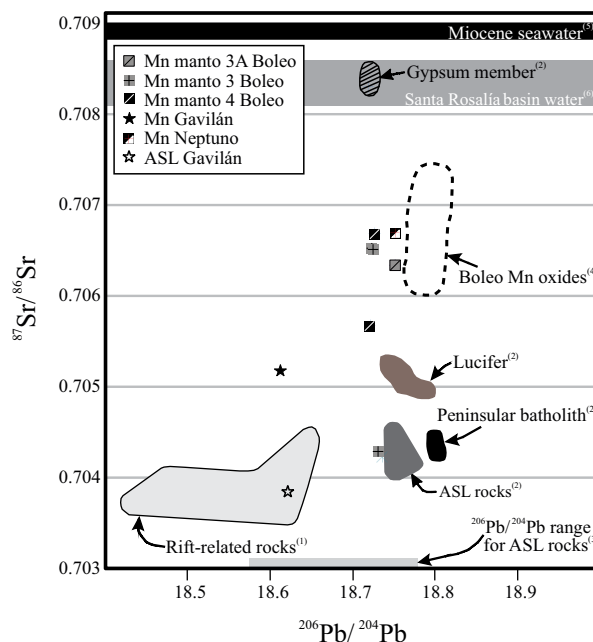 0.709
0.708
0.707
0.706
0.705
0.704
0.703
⁸⁷Sr/⁸⁶Sr
Miocene seawater⁽⁵⁾
Gypsum member⁽²⁾
Santa Rosalía basin water⁽⁶⁾
Mn manto 3A Boleo
Mn manto 3 Boleo
Mn manto 4 Boleo
Mn Gavilán
Mn Neptuno
ASL Gavilán
Boleo Mn oxides⁽⁴
Lucifer⁽²⁾
Peninsular batholith⁽²
ASL rocks⁽²⁾
Rift-related rocks⁽¹⁾
²⁰⁶Pb/²⁰⁴Pb range
for ASL rocks⁽³
18.5
18.6
18.7
18.8
18.9
²⁰⁶Pb/²⁰⁴Pb